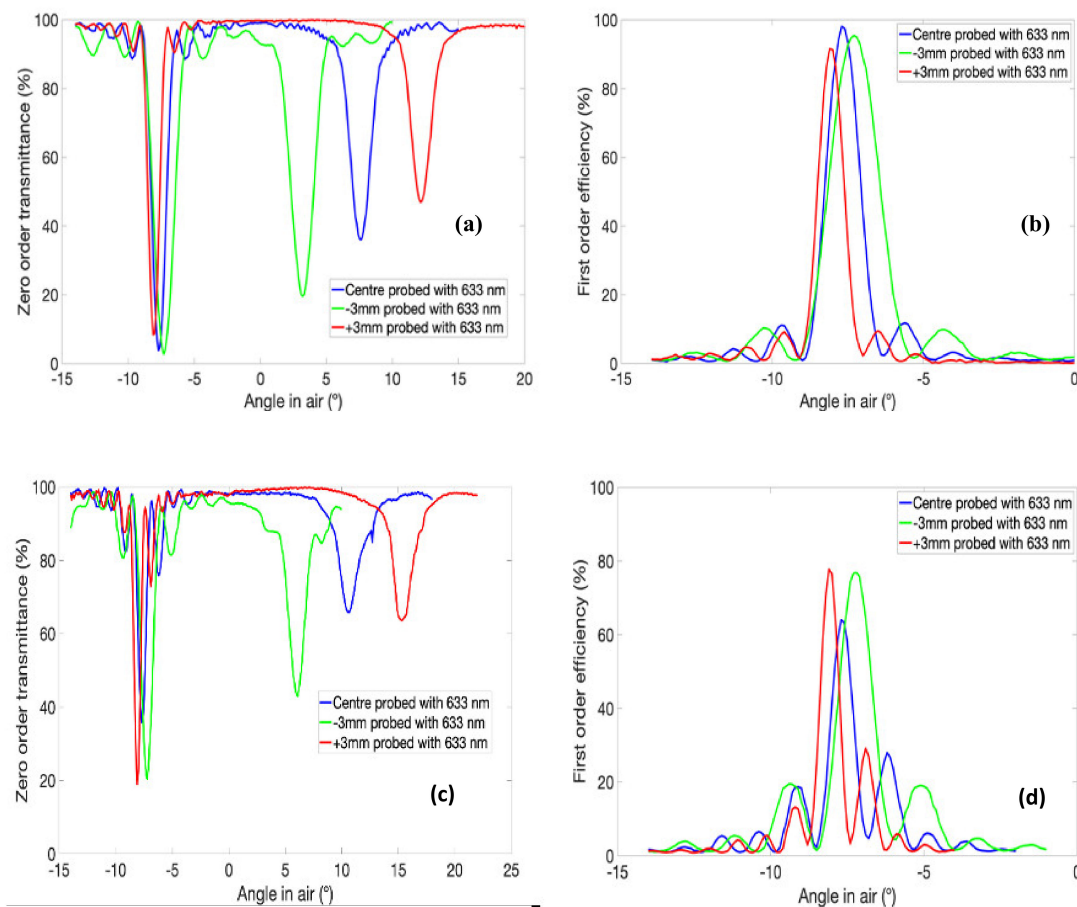 100
80
60
40
20
0
Zero order transmittance (%)
(a)
Centre probed with 633 nm
-3mm probed with 633 nm
+3mm probed with 633 nm
-15 -10 -5 0 5 10 15 20
Angle in air (°)
100
80
60
40
20
0
First order efficiency (%)
Centre probed with 633 nm
-3mm probed with 633 nm
+3mm probed with 633 nm
(b)
-10 -5 0
Angle in air (°)
100
80
60
40
20
0
Zero order transmittance (%)
Centre probed with 633 nm
-3mm probed with 633 nm
+3mm probed with 633 nm
(c)
-15 -10 -5 0 5 10 15 20 25
Angle in air (°)
100
80
60
40
20
0
First order efficiency (%)
Centre probed with 633 nm
-3mm probed with 633 nm
+3mm probed with 633 nm
(d)
-10 -5 0
Angle in air (°)